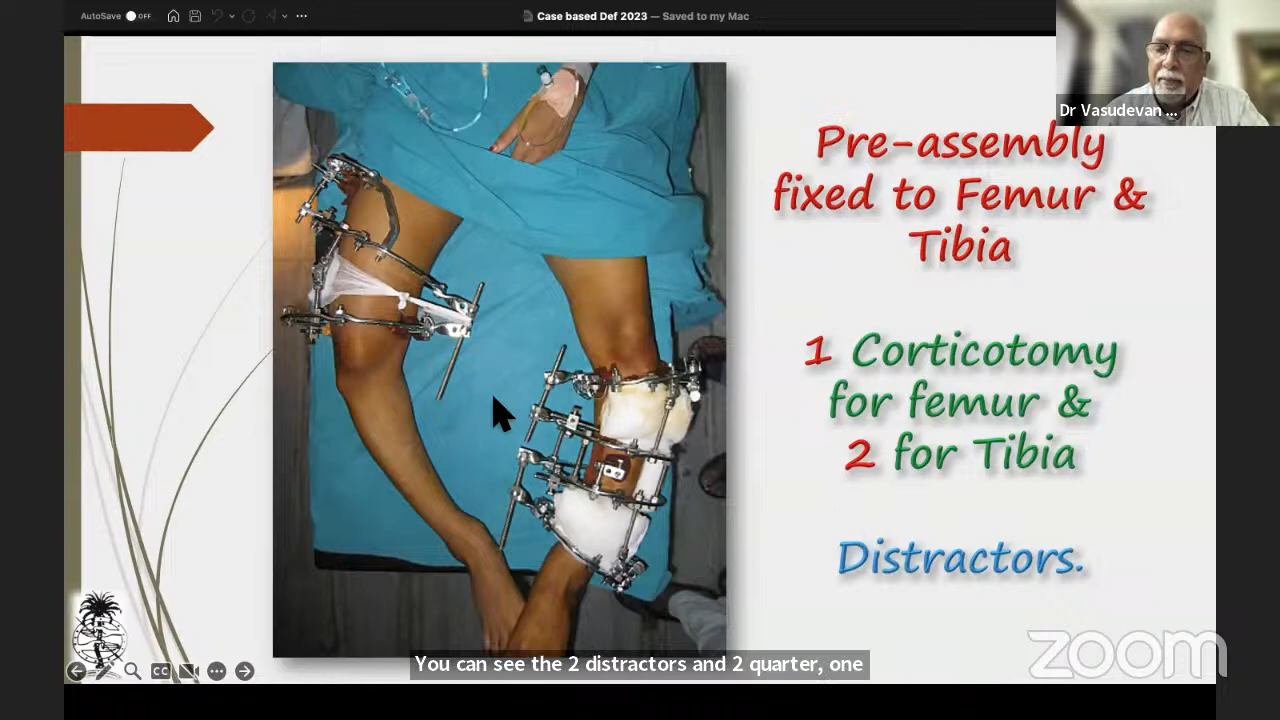 AutoSave OFF
Case based Def 2023 — Saved to my Mac
Dr Vasudevan ...
Pre-assembly
fixed to Femur &
Tibia
1 Corticotomy
for femur &
2 for Tibia
Distractors.
CC
You can see the 2 distractors and 2 quarter, one
zoom